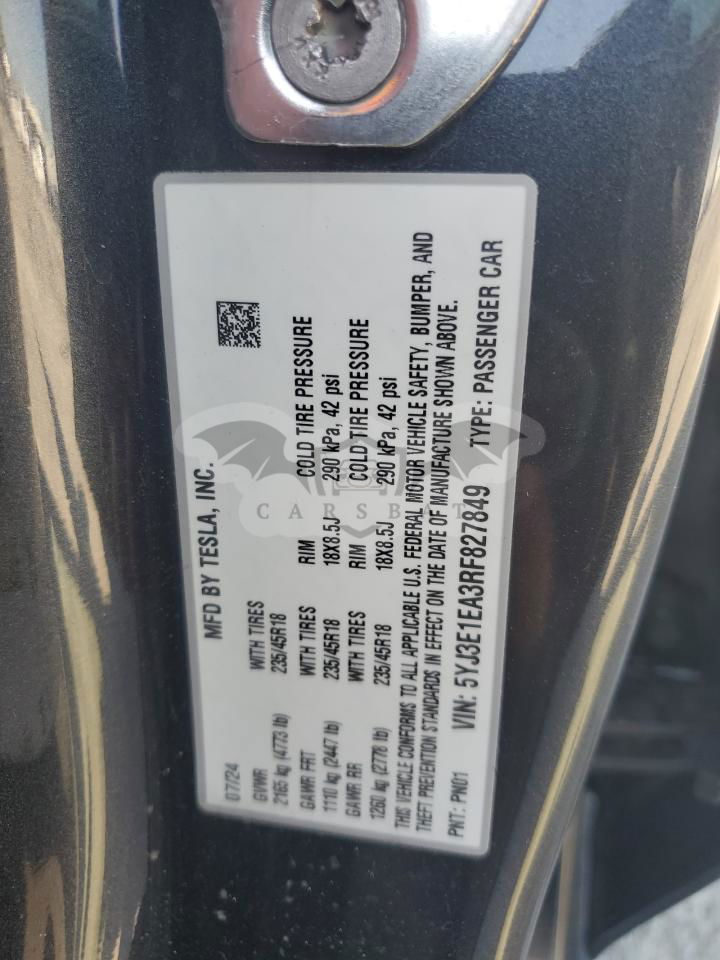 MFD BY TESLA, INC.
07/24
GVWR WITH TIRES RIM COLD TIRE PRESSURE
2165 kg (4773 lb) 235/45R18 18X8.5J 290 kPa, 42 psi
GAWR FRT WITH TIRES RIM COLD TIRE PRESSURE
1110 kg (2447 lb) 235/45R18 18X8.5J 290 kPa, 42 psi
GAWR RR WITH TIRES
1260 kg (2778 lb) 235/45R18
THIS VEHICLE CONFORMS TO ALL APPLICABLE U.S. FEDERAL MOTOR VEHICLE SAFETY, BUMPER, AND
THEFT PREVENTION STANDARDS IN EFFECT ON THE DATE OF MANUFACTURE SHOWN ABOVE.
PNT: PN01 VIN: 5YJ3E1EA3RF827849 TYPE: PASSENGER CAR
CARSBAT